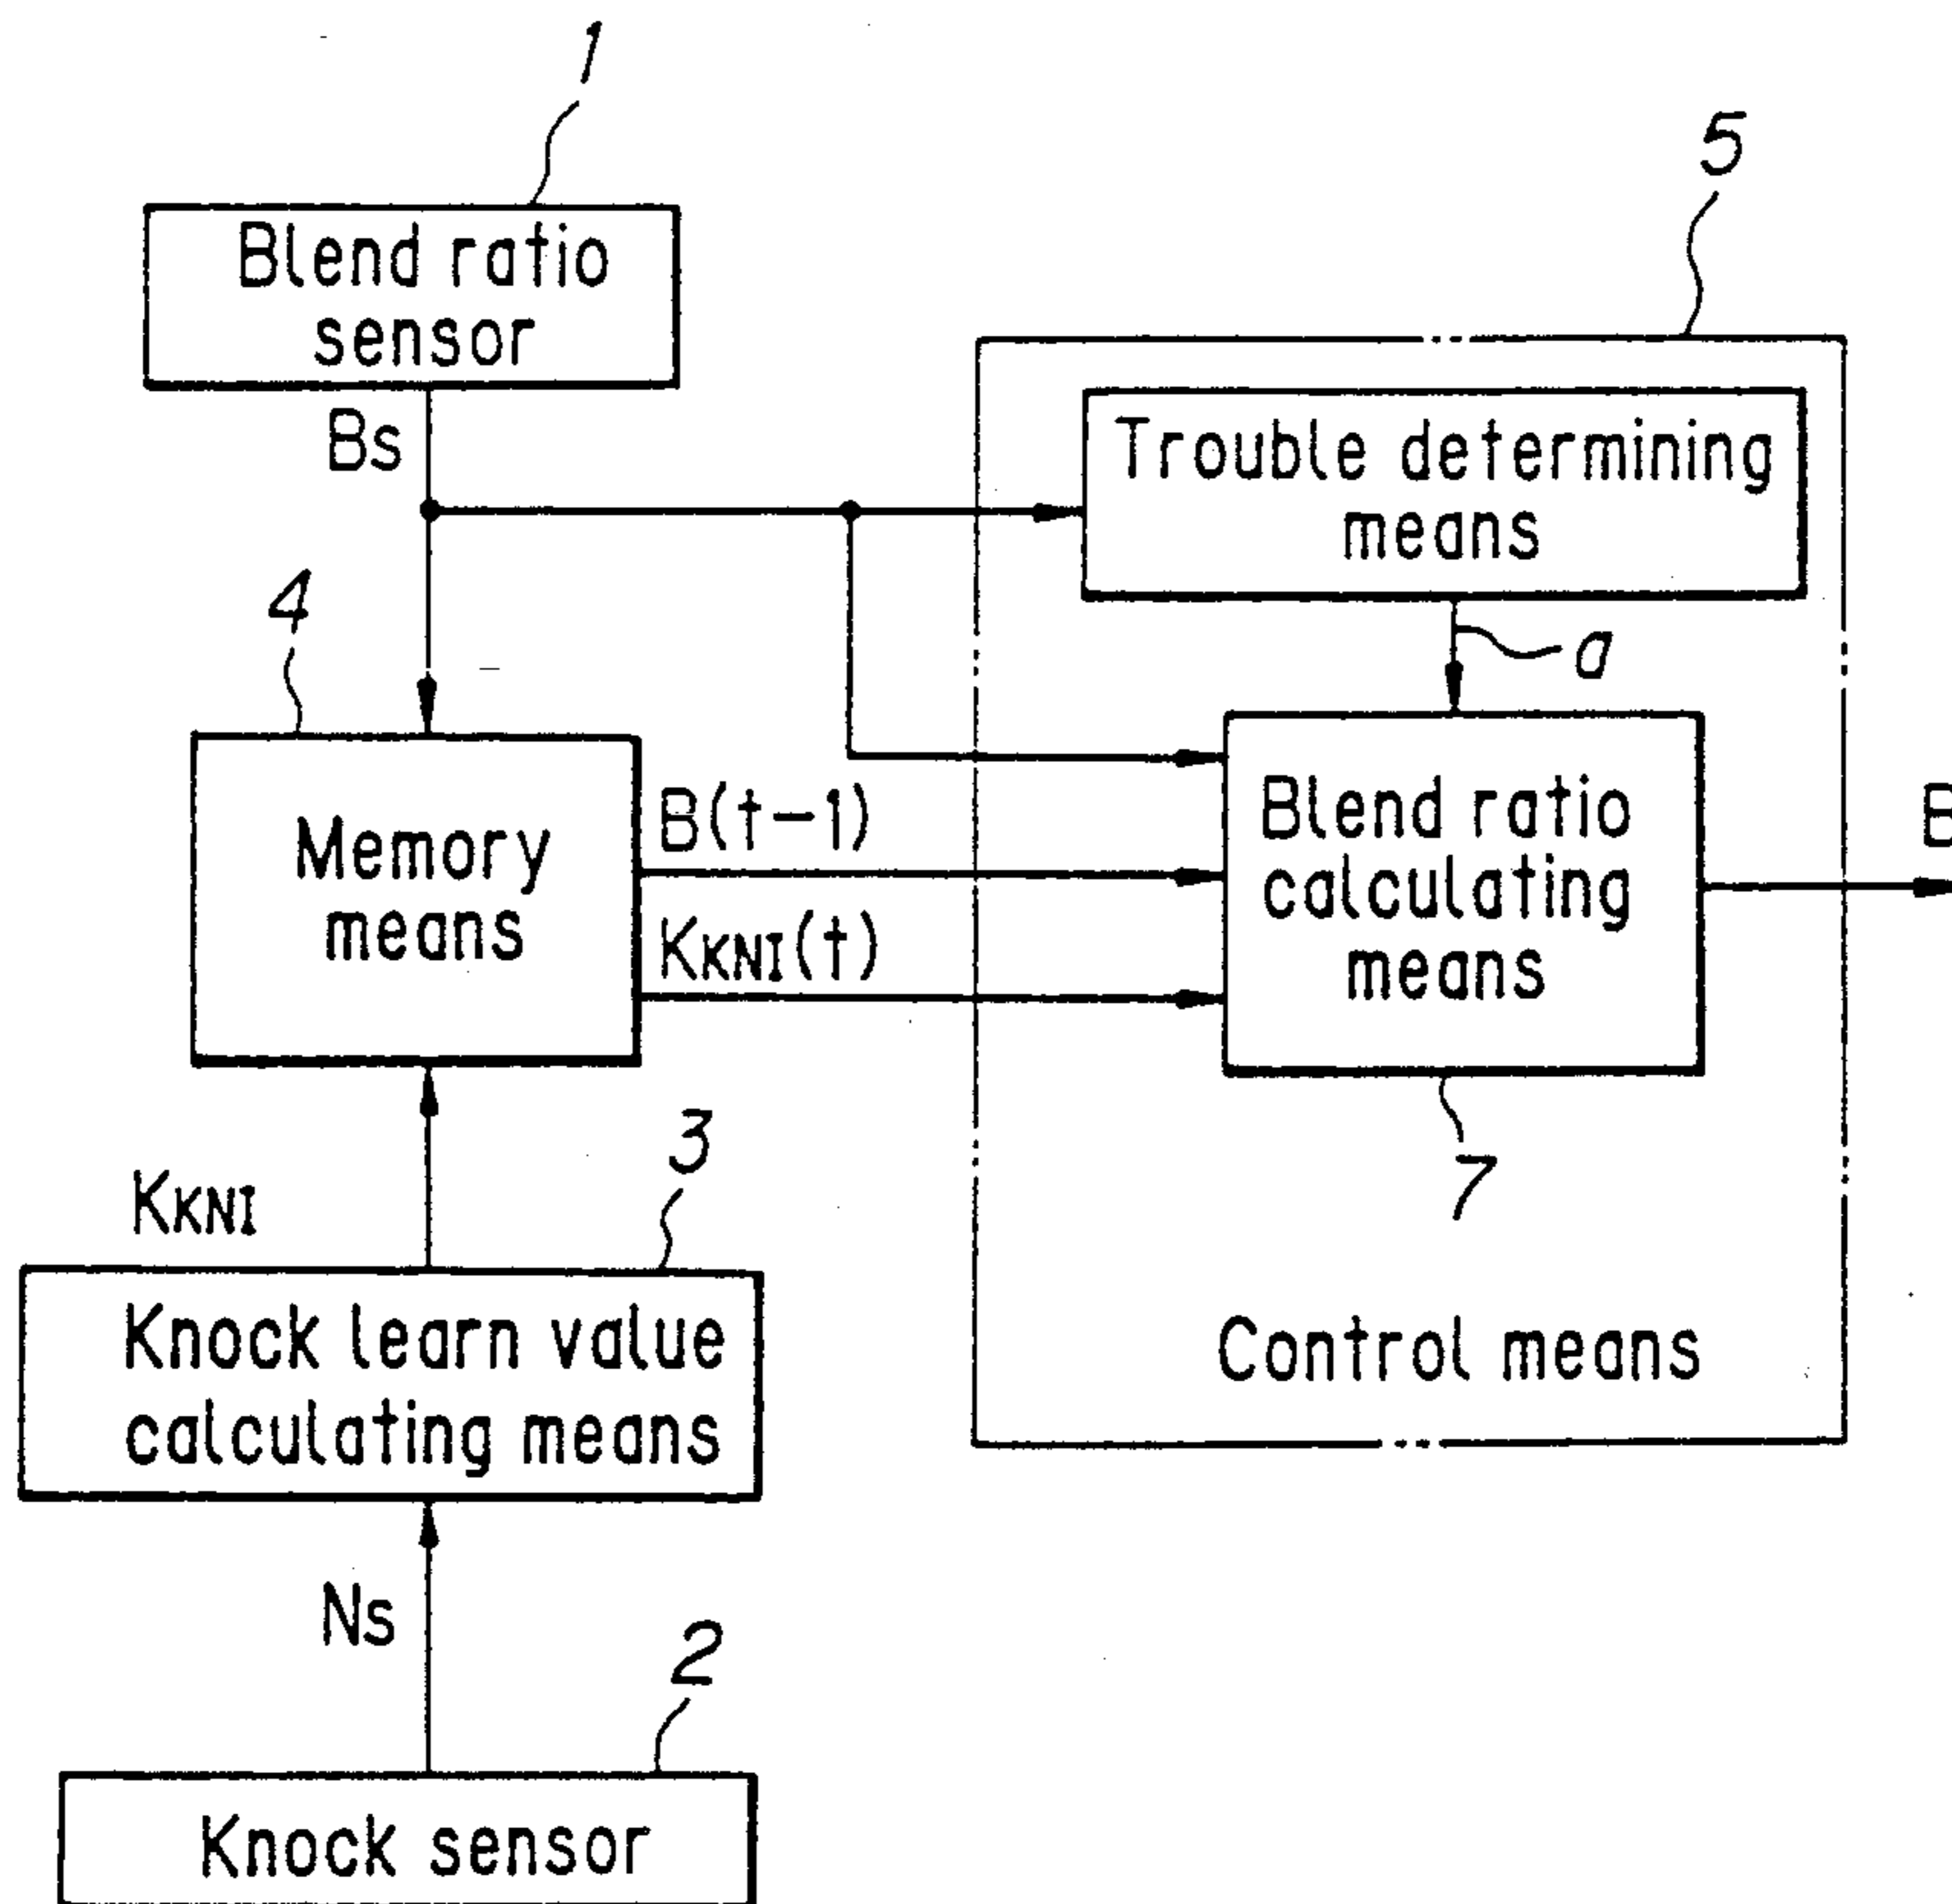 1
Blend ratio
sensor
Bs
5
Trouble determining
means
a
4
Memory
means
B(t-1)
KKNI(t)
Blend ratio
calculating
means
B
7
Control means
KKNI
3
Knock learn value
calculating means
Ns
2
Knock sensor